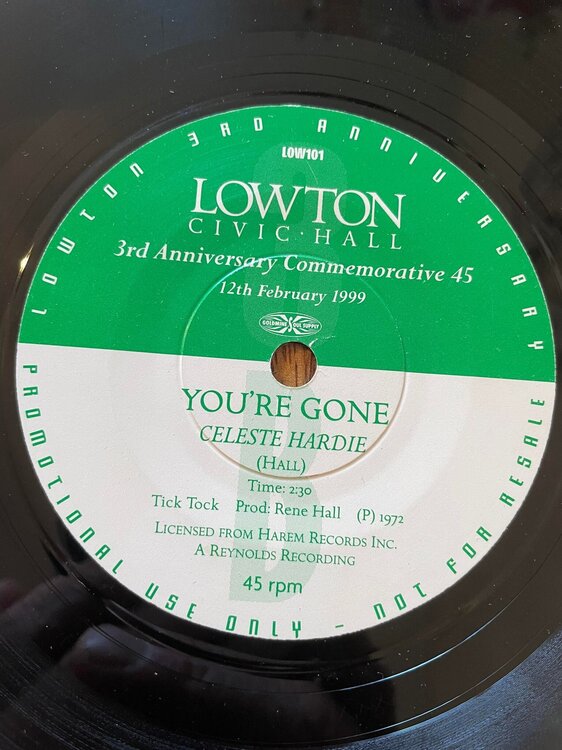 LOWTON 3RD ANNIVERSARY
LOW101
LOWTON
CIVIC·HALL
3rd Anniversary Commemorative 45
12th February 1999
GOLDMINE SOUL SUPPLY
YOU'RE GONE
CELESTE HARDIE
(HALL)
Time: 2:30
Tick Tock Prod: Rene Hall (P) 1972
LICENSED FROM HAREM RECORDS INC.
A REYNOLDS RECORDING
45 rpm
PROMOTIONAL USE ONLY - NOT FOR RESALE